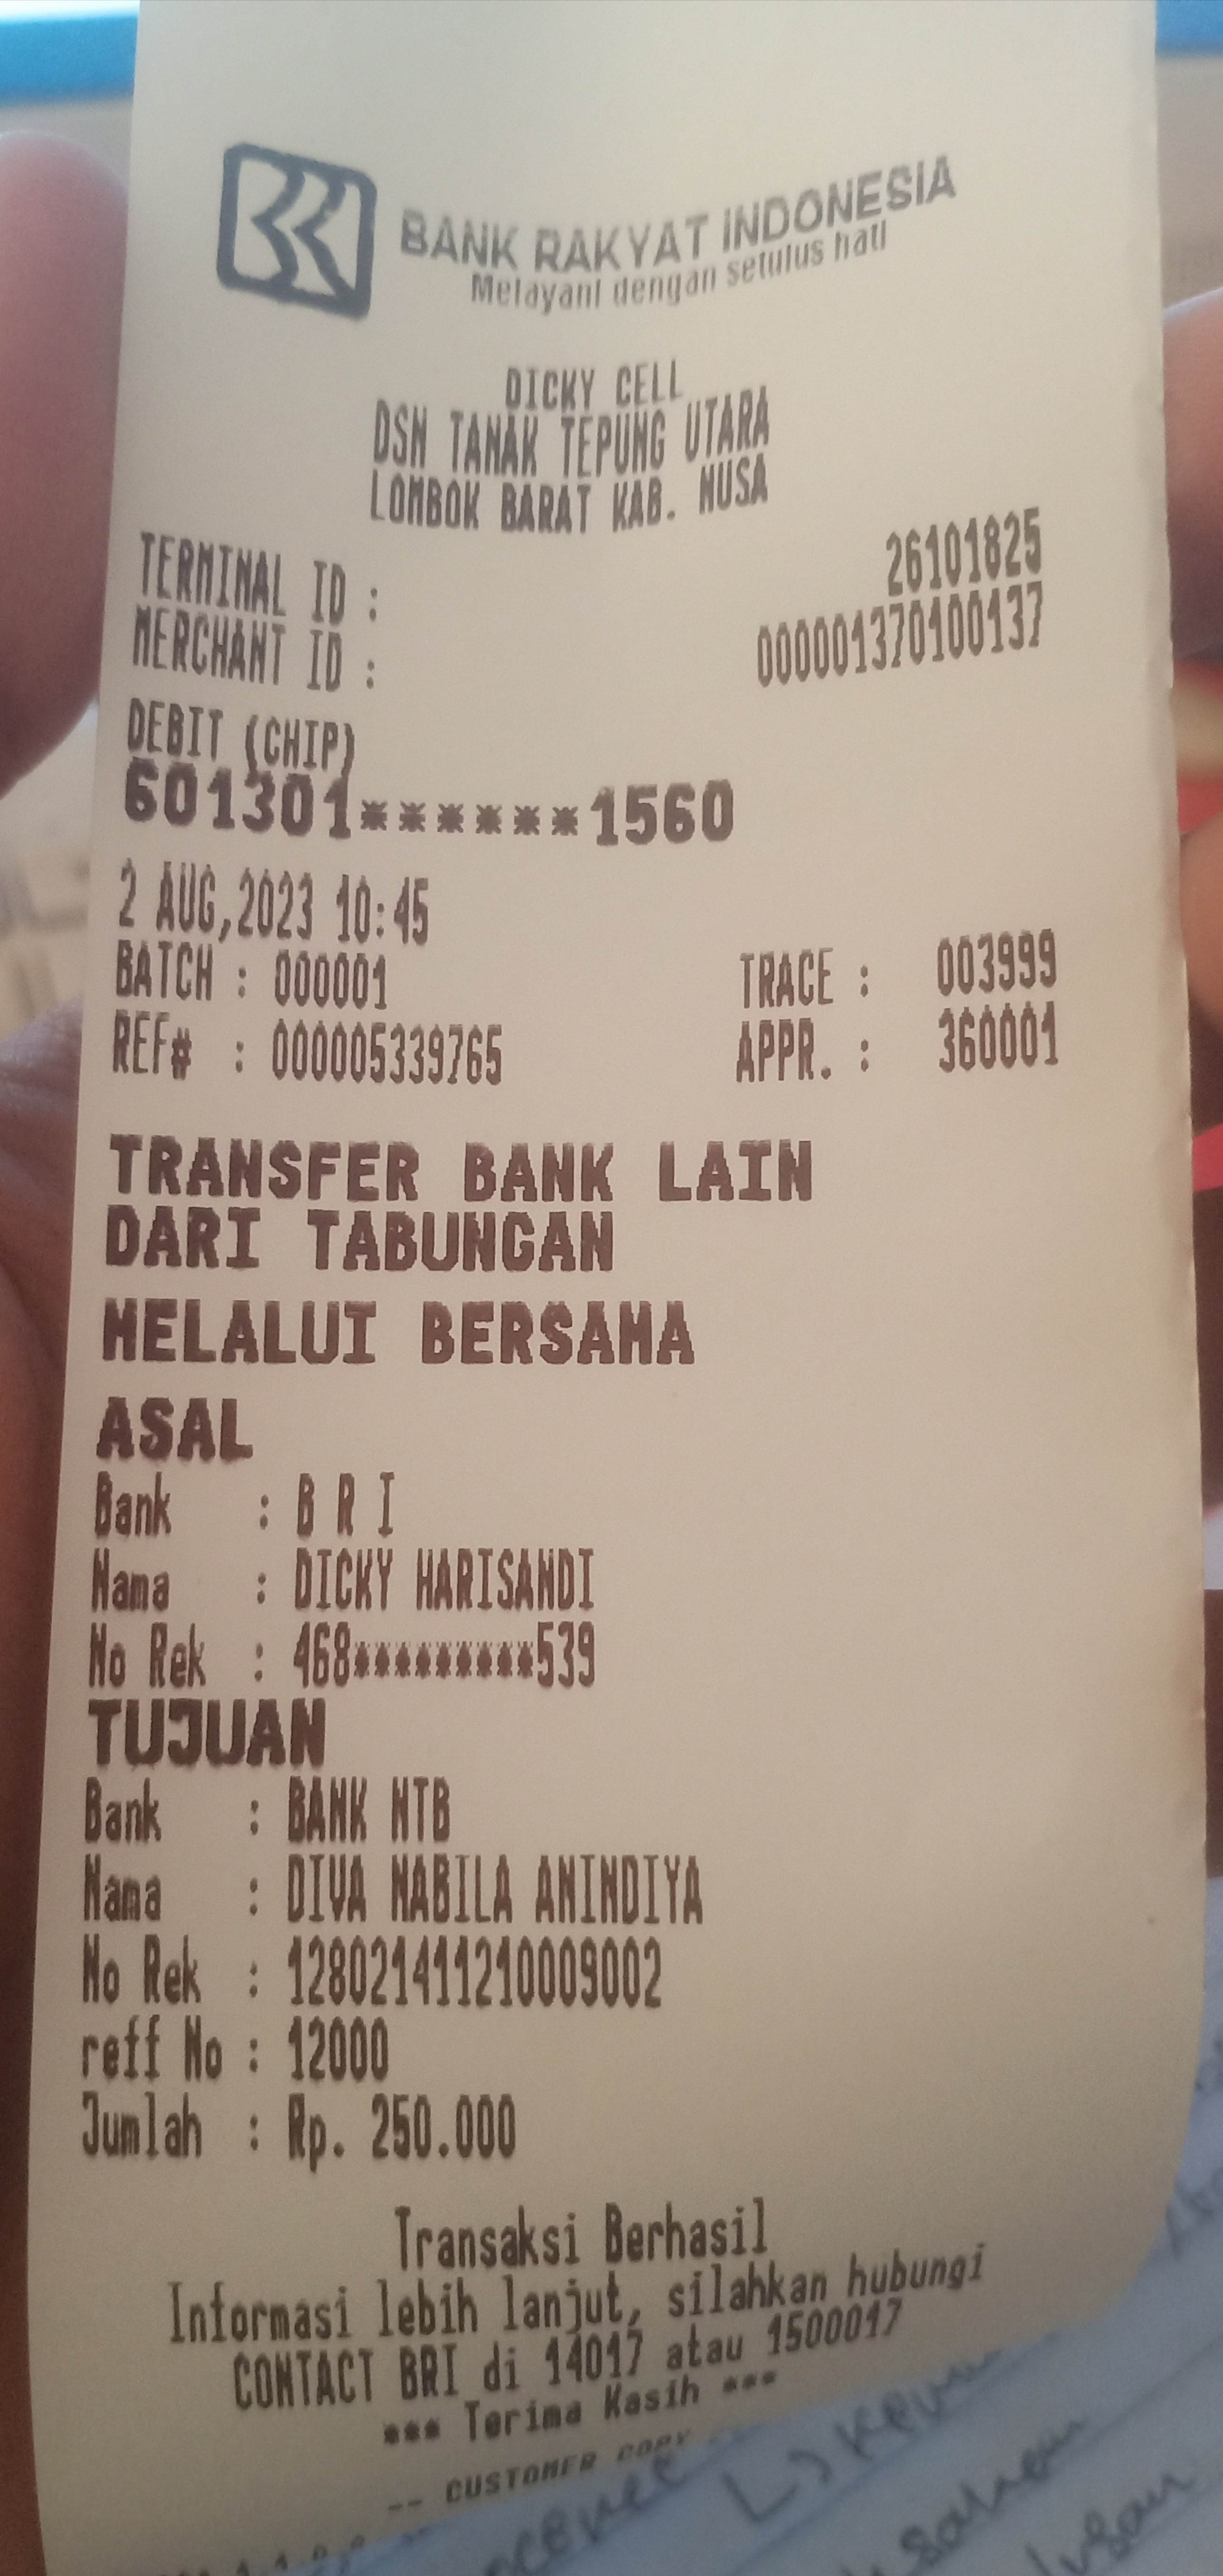 BANK RAKYAT INDONESIA
Melayani dengan setulus hati
DICKY CELL
DSN TANAK TEPUNG UTARA
LOMBOK BARAT KAB. NUSA
TERMINAL ID : 26101825
MERCHANT ID : 000001370100137
DEBIT (CHIP)
601301******1560
2 AUG,2023 10:45
BATCH : 000001 TRACE : 003999
REF# : 000005339765 APPR. : 360001
TRANSFER BANK LAIN
DARI TABUNGAN
MELALUI BERSAMA
ASAL
Bank : B R I
Nama : DICKY HARISANDI
No Rek : 468*********539
TUJUAN
Bank : BANK NTB
Nama : DIVA NABILA ANINDIYA
No Rek : 128021411210009002
reff No : 12000
Jumlah : Rp. 250.000
Transaksi Berhasil
Informasi lebih lanjut, silahkan hubungi
CONTACT BRI di 14017 atau 1500017
*** Terima Kasih ***
-- CUSTOMER COPY